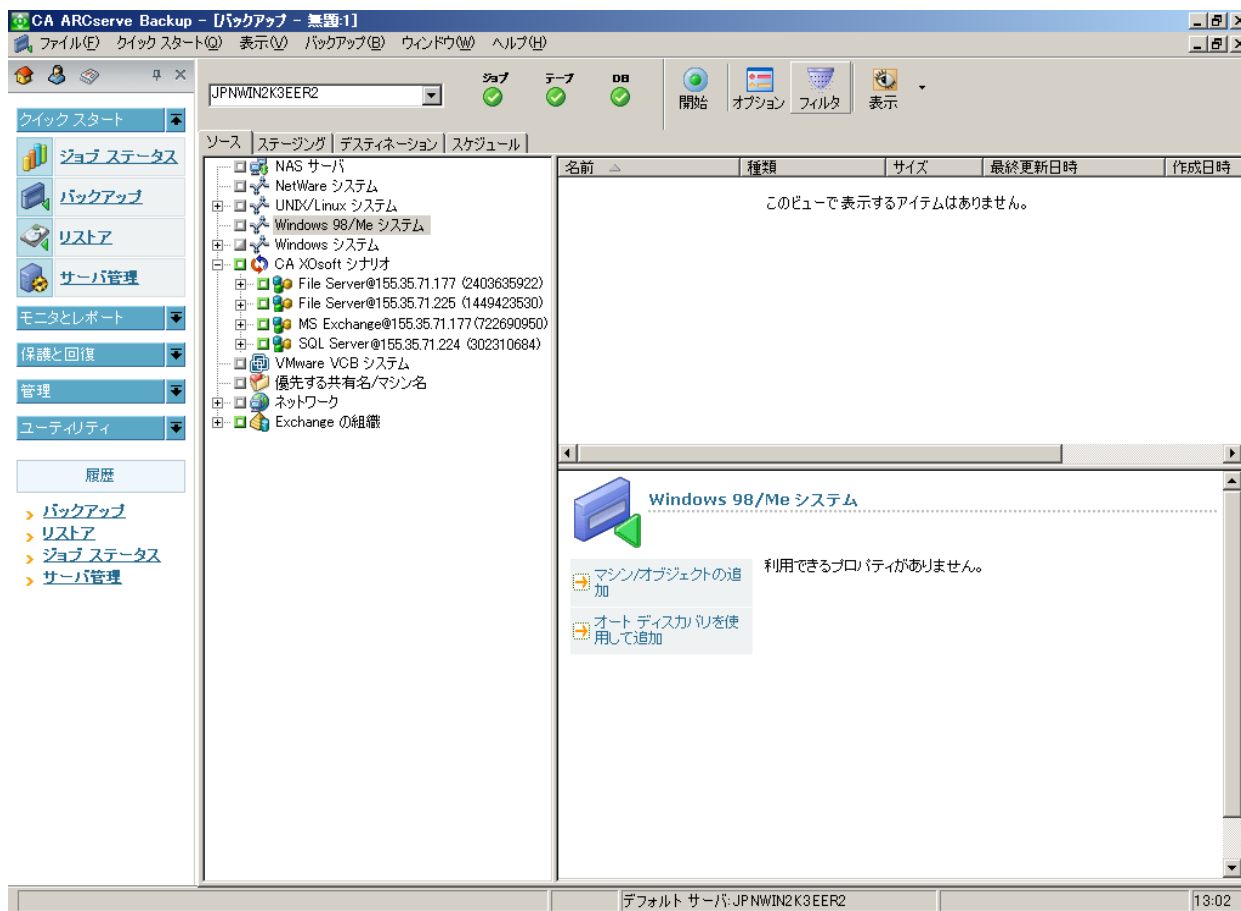 CA ARCserve Backup - [バックアップ - 無題:1]
ファイル(F) クイック スタート(Q) 表示(V) バックアップ(B) ウィンドウ(W) ヘルプ(H)
JPNWIN2K3EER2
ジョブ テープ DB
開始 オプション フィルタ 表示
クイック スタート
ジョブ ステータス
バックアップ
リストア
サーバ管理
モニタとレポート
保護と回復
管理
ユーティリティ
履歴
バックアップ
リストア
ジョブ ステータス
サーバ管理
ソース ステージング デスティネーション スケジュール
NAS サーバ
NetWare システム
UNIX/Linux システム
Windows 98/Me システム
Windows システム
CA XOsoft シナリオ
File Server@155.35.71.177 (2403635922)
File Server@155.35.71.225 (1449423530)
MS Exchange@155.35.71.177(722690950)
SQL Server@155.35.71.224 (302310684)
VMware VCB システム
優先する共有名/マシン名
ネットワーク
Exchange の組織
名前 種類 サイズ 最終更新日時 作成日時
このビューで表示するアイテムはありません。
Windows 98/Me システム
マシン/オブジェクトの追
加
オート ディスカバリを使
用して追加
利用できるプロパティがありません。
デフォルト サーバ:JPNWIN2K3EER2
13:02